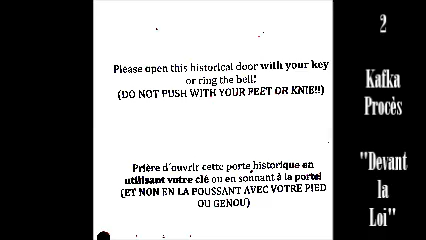 Please open this historical door with your key
or ring the bell!
(DO NOT PUSH WITH YOUR FEET OR KNIE!!)
Prière d'ouvrir cette porte historique en
utilisant votre clé ou en sonnant à la porte!
(ET NON EN LA POUSSANT AVEC VOTRE PIED
OU GENOU)
2
Kafka
Procès
"Devant
la
Loi"